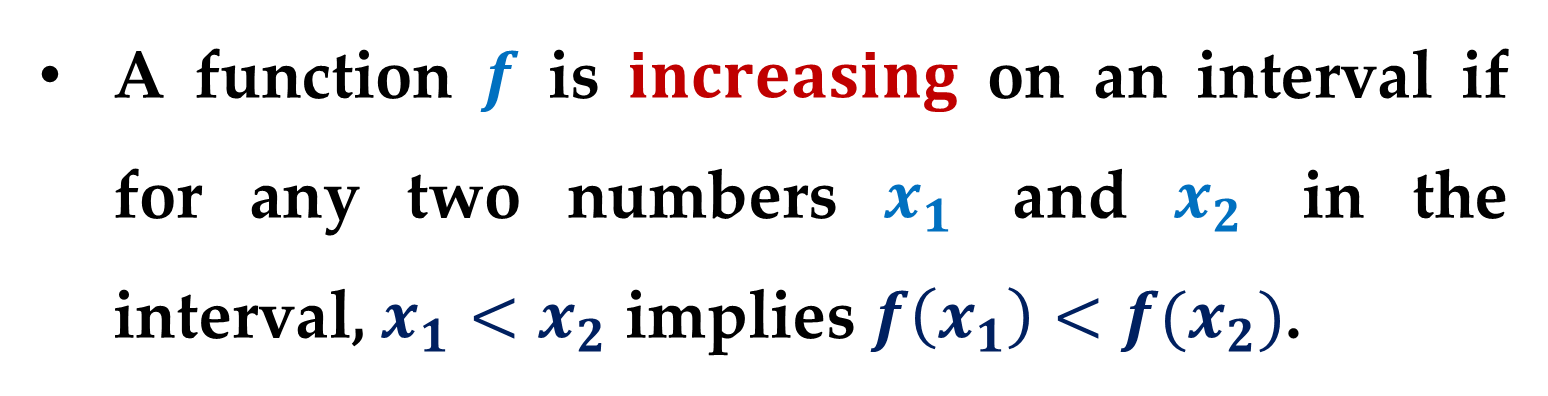 • A function f is increasing on an interval if
for any two numbers x₁ and x₂ in the
interval, x₁ < x₂ implies f(x₁) < f(x₂).